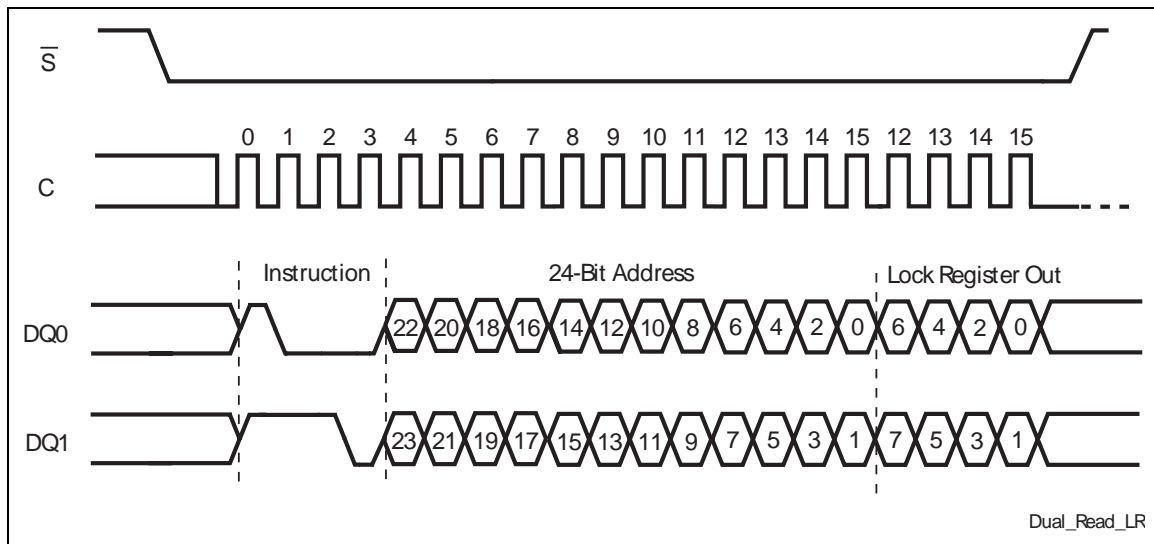 S
0 1 2 3 4 5 6 7 8 9 10 11 12 13 14 15 12 13 14 15
C
Instruction 24-Bit Address Lock Register Out
DQ0 22 20 18 16 14 12 10 8 6 4 2 0 6 4 2 0
DQ1 23 21 19 17 15 13 11 9 7 5 3 1 7 5 3 1
Dual_Read_LR